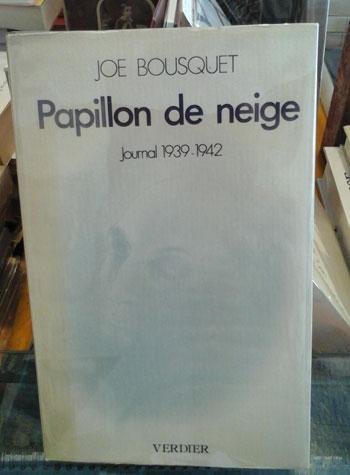 JOE BOUSQUET
Papillon de neige
Journal 1939-1942
VERDIER